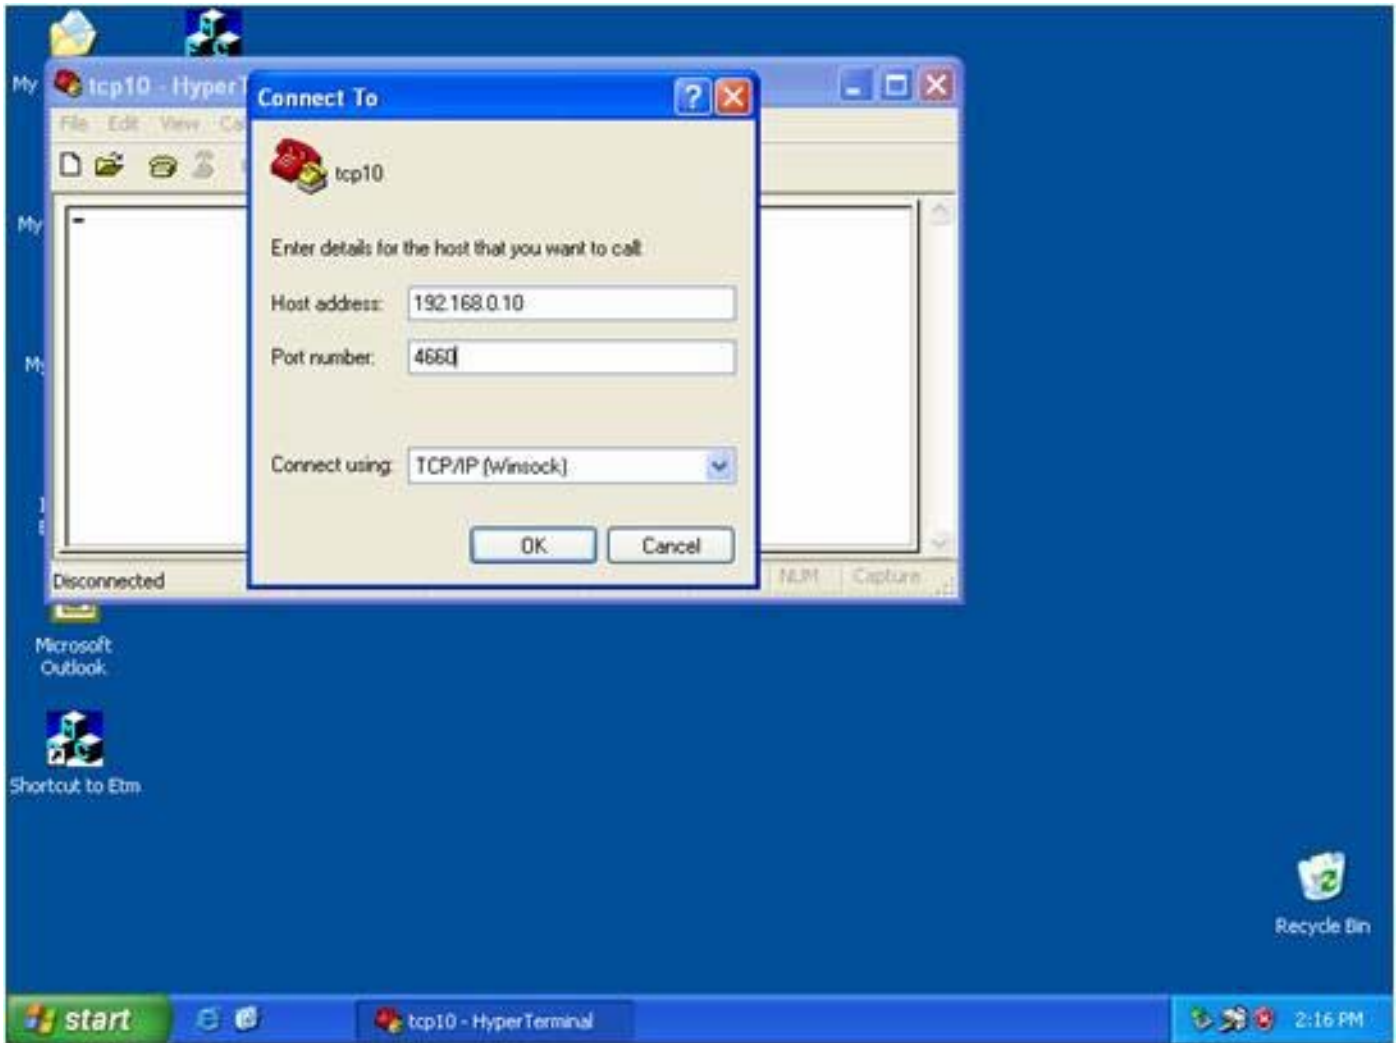 My
tcp10 - HyperT
File Edit View Ca
Connect To
tcp10
My
Enter details for the host that you want to call:
Host address: 192.168.0.10
Port number: 4660
My
Connect using: TCP/IP (Winsock)
OK Cancel
Disconnected
NUM Capture
Microsoft
Outlook
Shortcut to Etm
Recycle Bin
start
tcp10 - HyperTerminal
2:16 PM